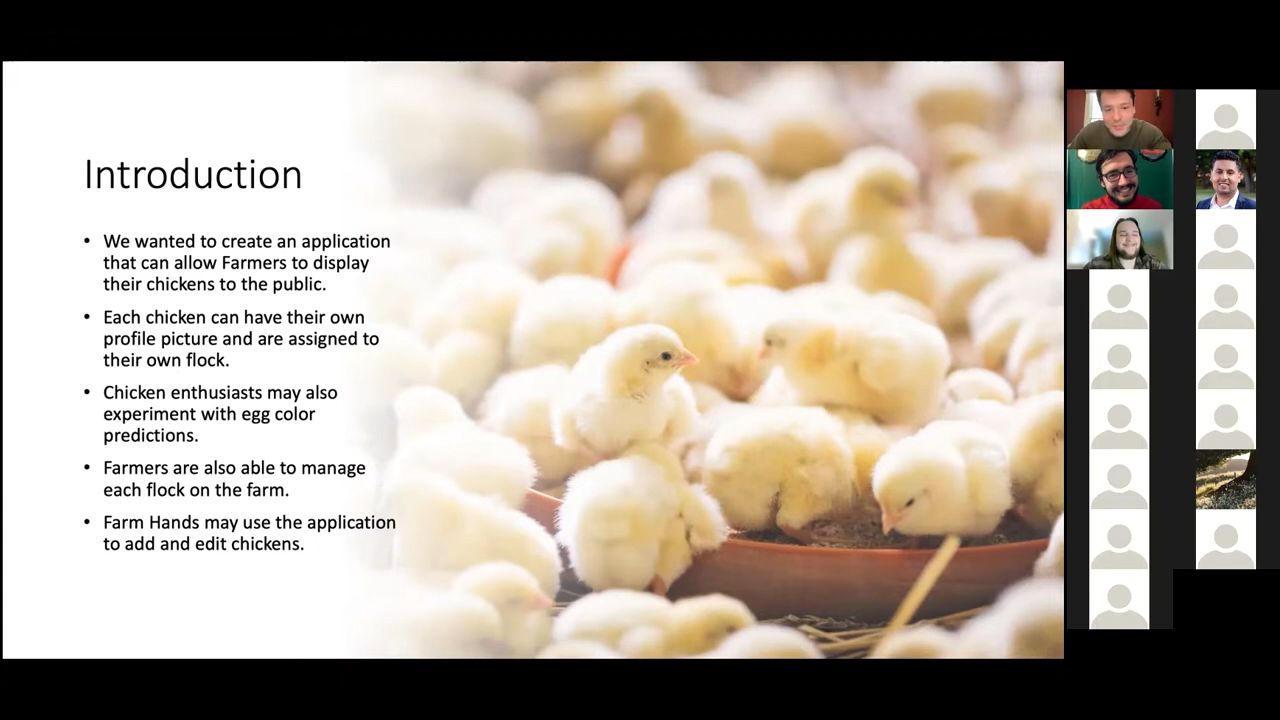 Introduction
• We wanted to create an application
that can allow Farmers to display
their chickens to the public.
• Each chicken can have their own
profile picture and are assigned to
their own flock.
• Chicken enthusiasts may also
experiment with egg color
predictions.
• Farmers are also able to manage
each flock on the farm.
• Farm Hands may use the application
to add and edit chickens.